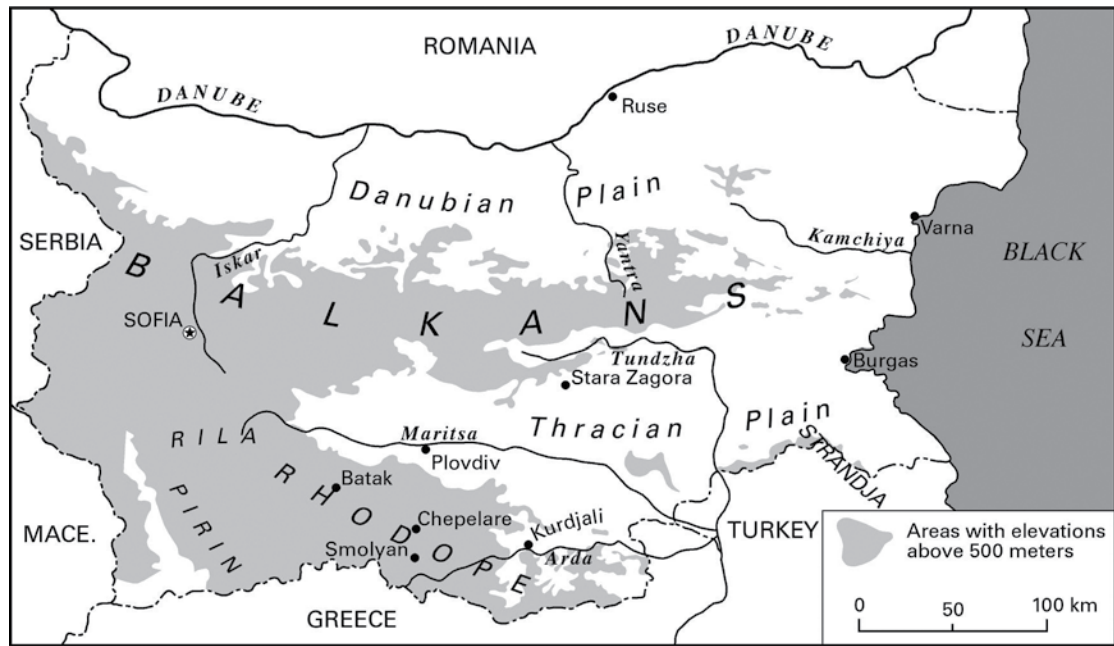 ROMANIA
DANUBE
DANUBE
Ruse
Danubian Plain
SERBIA
Iskar
Yantra
Kamchiya
Varna
BLACK
SEA
BALKANS
SOFIA
Tundzha
Stara Zagora
Burgas
Thracian Plain
RILA
Maritsa
Plovdiv
STRANDJA
RHODOPE
Batak
PIRIN
Chepelare
Kurdjali
Smolyan
Arda
MACE.
TURKEY
GREECE
Areas with elevations
above 500 meters
0 50 100 km